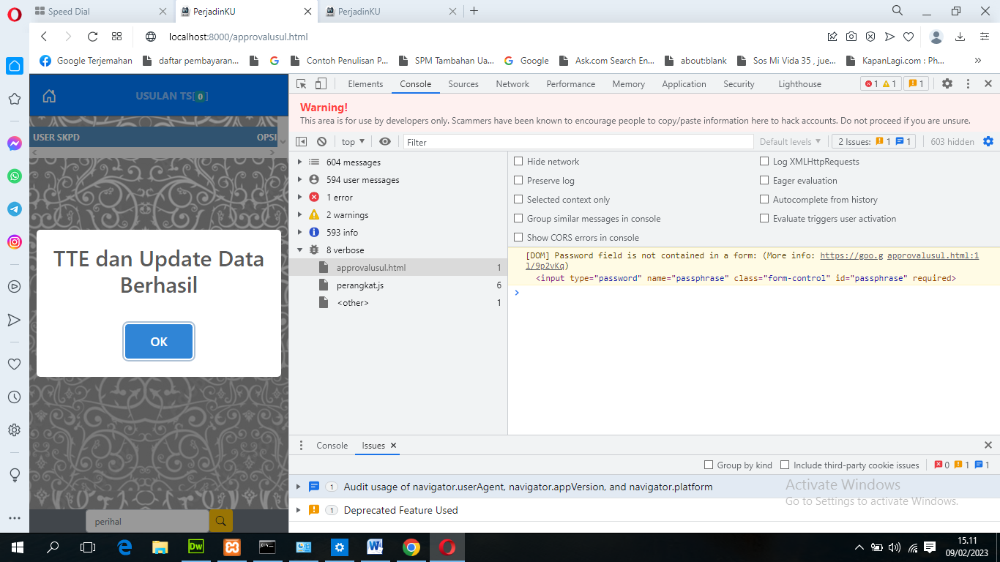 Speed Dial
PerjadinKU
PerjadinKU
localhost:8000/approvalusul.html
Google Terjemahan
daftar pembayaran...
Contoh Penulisan P...
SPM Tambahan Ua...
Google
Ask.com Search En...
about:blank
Sos Mi Vida 35 , jue...
KapanLagi.com : Ph...
»
USULAN TS[0]
USER SKPD OPSI
TTE dan Update Data
Berhasil
OK
perihal
Elements Console Sources Network Performance Memory Application Security Lighthouse 1 1 1
Warning!
This area is for use by developers only. Scammers have been known to encourage people to copy/paste information here to hack accounts. Do not proceed if you are unsure.
top ▼ Filter Default levels ▼ 2 Issues: 1 1 603 hidden
604 messages
594 user messages
1 error
2 warnings
593 info
8 verbose
approvalusul.html 1
perangkat.js 6
<other> 1
Hide network Log XMLHttpRequests
Preserve log Eager evaluation
Selected context only Autocomplete from history
Group similar messages in console Evaluate triggers user activation
Show CORS errors in console
[DOM] Password field is not contained in a form: (More info: https://goo.g approvalusul.html:1
l/9p2vKq)
<input type="password" name="passphrase" class="form-control" id="passphrase" required>
Console Issues
Group by kind Include third-party cookie issues 0 1 1
1 Audit usage of navigator.userAgent, navigator.appVersion, and navigator.platform
1 Deprecated Feature Used
Activate Windows
Go to Settings to activate Windows.
Dw
W
15.11
09/02/2023